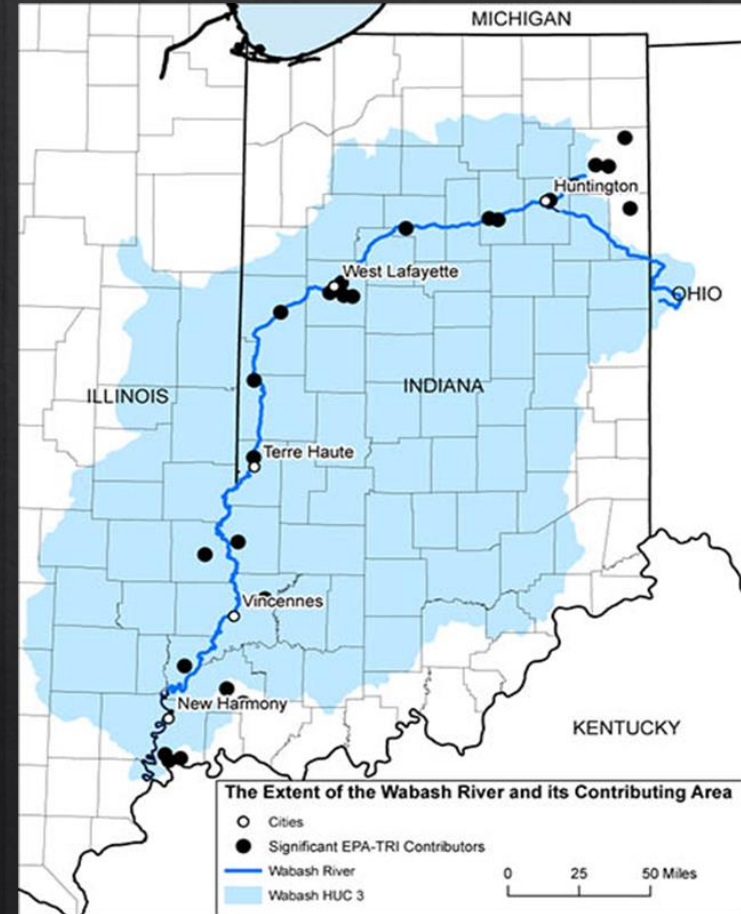 MICHIGAN
Huntington
West Lafayette
OHIO
ILLINOIS
INDIANA
Terre Haute
Vincennes
New Harmony
KENTUCKY
The Extent of the Wabash River and its Contributing Area
Cities
Significant EPA-TRI Contributors
Wabash River
Wabash HUC 3
0 25 50 Miles